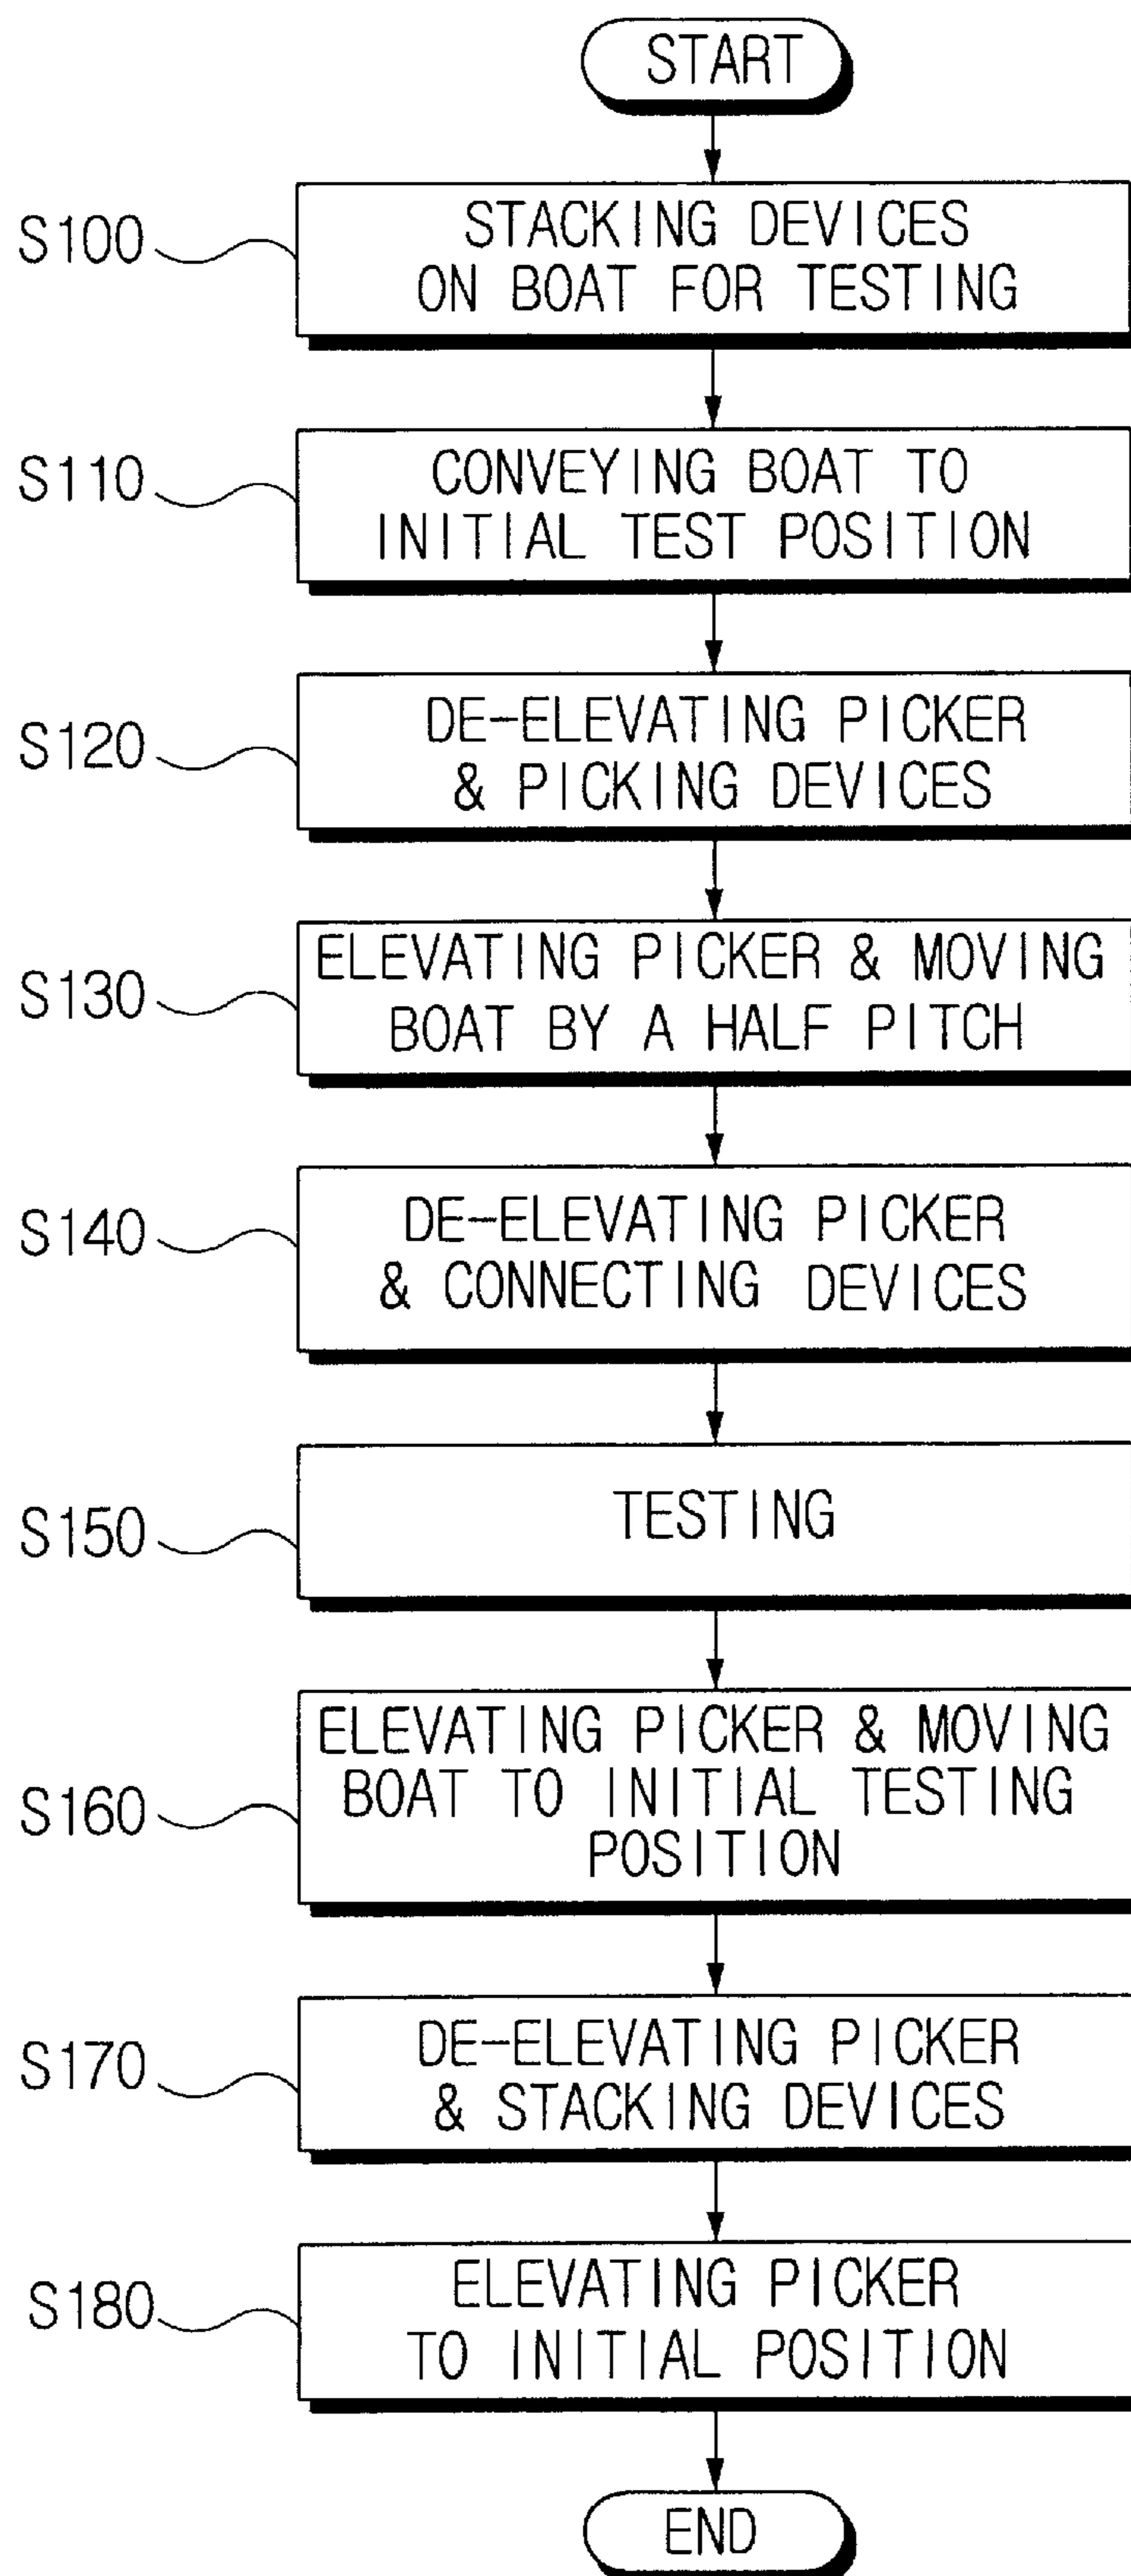 START
S100
STACKING DEVICES
ON BOAT FOR TESTING
S110
CONVEYING BOAT TO
INITIAL TEST POSITION
S120
DE-ELEVATING PICKER
& PICKING DEVICES
S130
ELEVATING PICKER & MOVING
BOAT BY A HALF PITCH
S140
DE-ELEVATING PICKER
& CONNECTING DEVICES
S150
TESTING
S160
ELEVATING PICKER & MOVING
BOAT TO INITIAL TESTING
POSITION
S170
DE-ELEVATING PICKER
& STACKING DEVICES
S180
ELEVATING PICKER
TO INITIAL POSITION
END